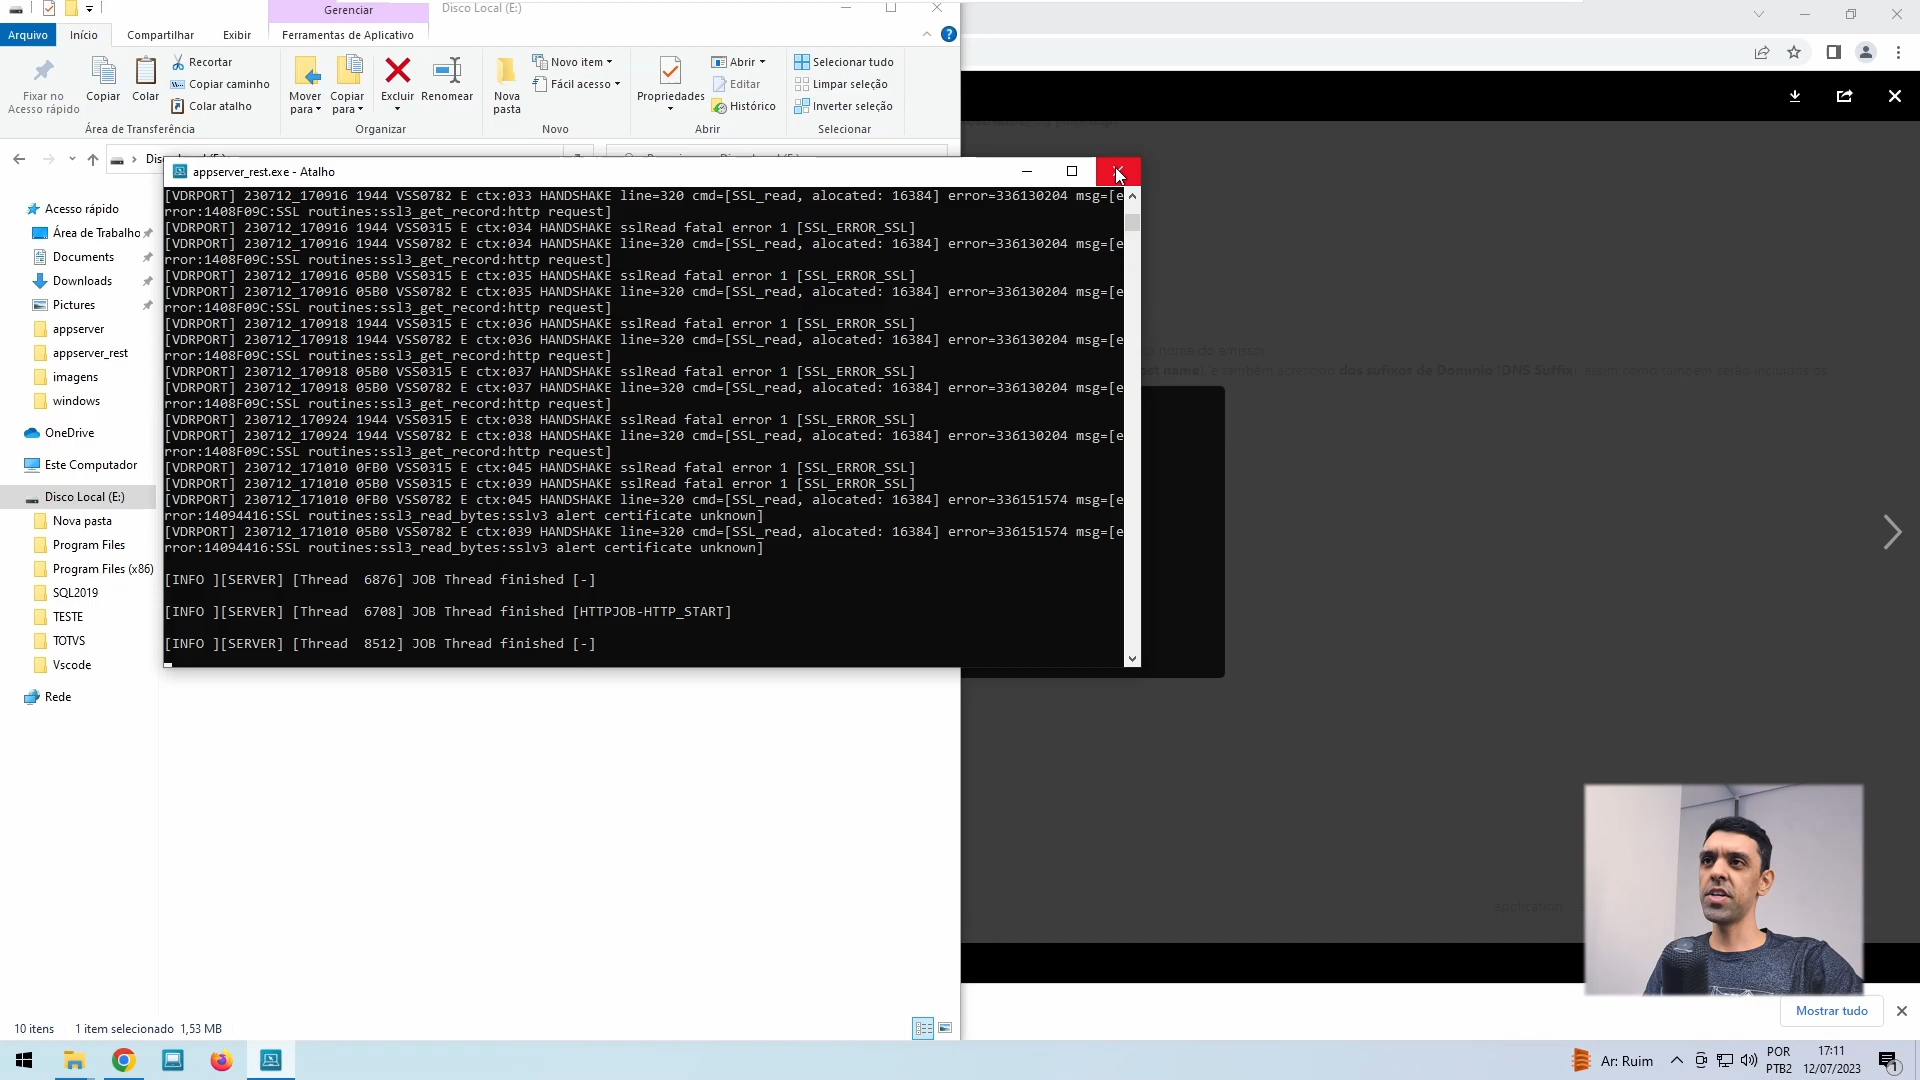 Gerenciar
Disco Local (E:)
Arquivo
Início
Compartilhar
Exibir
Ferramentas de Aplicativo
Fixar no
Acesso rápido
Copiar
Colar
Recortar
Copiar caminho
Colar atalho
Área de Transferência
Mover
para
Copiar
para
Excluir
Renomear
Organizar
Nova
pasta
Novo item
Fácil acesso
Novo
Propriedades
Abrir
Editar
Histórico
Abrir
Selecionar tudo
Limpar seleção
Inverter seleção
Selecionar
appserver_rest.exe - Atalho
[VDRPORT] 230712_170916 1944 VSS0782 E ctx:033 HANDSHAKE line=320 cmd=[SSL_read, alocated: 16384] error=336130204 msg=[e
rror:1408F09C:SSL routines:ssl3_get_record:http request]
[VDRPORT] 230712_170916 1944 VSS0315 E ctx:034 HANDSHAKE sslRead fatal error 1 [SSL_ERROR_SSL]
[VDRPORT] 230712_170916 1944 VSS0782 E ctx:034 HANDSHAKE line=320 cmd=[SSL_read, alocated: 16384] error=336130204 msg=[e
rror:1408F09C:SSL routines:ssl3_get_record:http request]
[VDRPORT] 230712_170916 05B0 VSS0315 E ctx:035 HANDSHAKE sslRead fatal error 1 [SSL_ERROR_SSL]
[VDRPORT] 230712_170916 05B0 VSS0782 E ctx:035 HANDSHAKE line=320 cmd=[SSL_read, alocated: 16384] error=336130204 msg=[e
rror:1408F09C:SSL routines:ssl3_get_record:http request]
[VDRPORT] 230712_170918 1944 VSS0315 E ctx:036 HANDSHAKE sslRead fatal error 1 [SSL_ERROR_SSL]
[VDRPORT] 230712_170918 1944 VSS0782 E ctx:036 HANDSHAKE line=320 cmd=[SSL_read, alocated: 16384] error=336130204 msg=[e
rror:1408F09C:SSL routines:ssl3_get_record:http request]
[VDRPORT] 230712_170918 05B0 VSS0315 E ctx:037 HANDSHAKE sslRead fatal error 1 [SSL_ERROR_SSL]
[VDRPORT] 230712_170918 05B0 VSS0782 E ctx:037 HANDSHAKE line=320 cmd=[SSL_read, alocated: 16384] error=336130204 msg=[e
rror:1408F09C:SSL routines:ssl3_get_record:http request]
[VDRPORT] 230712_170924 1944 VSS0315 E ctx:038 HANDSHAKE sslRead fatal error 1 [SSL_ERROR_SSL]
[VDRPORT] 230712_170924 1944 VSS0782 E ctx:038 HANDSHAKE line=320 cmd=[SSL_read, alocated: 16384] error=336130204 msg=[e
rror:1408F09C:SSL routines:ssl3_get_record:http request]
[VDRPORT] 230712_171010 0FB0 VSS0315 E ctx:045 HANDSHAKE sslRead fatal error 1 [SSL_ERROR_SSL]
[VDRPORT] 230712_171010 05B0 VSS0315 E ctx:039 HANDSHAKE sslRead fatal error 1 [SSL_ERROR_SSL]
[VDRPORT] 230712_171010 0FB0 VSS0782 E ctx:045 HANDSHAKE line=320 cmd=[SSL_read, alocated: 16384] error=336151574 msg=[e
rror:14094416:SSL routines:ssl3_read_bytes:sslv3 alert certificate unknown]
[VDRPORT] 230712_171010 05B0 VSS0782 E ctx:039 HANDSHAKE line=320 cmd=[SSL_read, alocated: 16384] error=336151574 msg=[e
rror:14094416:SSL routines:ssl3_read_bytes:sslv3 alert certificate unknown]
[INFO ][SERVER] [Thread  6876] JOB Thread finished [-]
[INFO ][SERVER] [Thread  6708] JOB Thread finished [HTTPJOB-HTTP_START]
[INFO ][SERVER] [Thread  8512] JOB Thread finished [-]
Acesso rápido
Área de Trabalho
Documents
Downloads
Pictures
appserver
appserver_rest
imagens
windows
OneDrive
Este Computador
Disco Local (E:)
Nova pasta
Program Files
Program Files (x86)
SQL2019
TESTE
TOTVS
Vscode
Rede
nome do emissor
dos sufixos de Domunio (DNS Suffix), assim como também serão incluídos os
application
10 itens
1 item selecionado 1,53 MB
Mostrar tudo
Ar: Ruim
POR
PTB2
17:11
12/07/2023
1